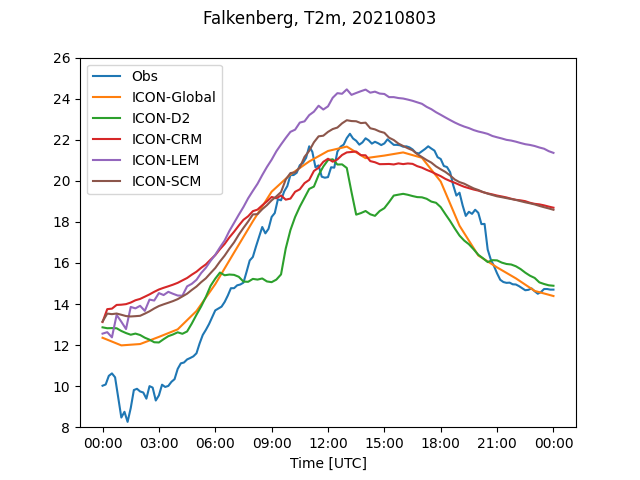 Falkenberg, T2m, 20210803
26
24
22
20
18
16
14
12
10
8
Obs
ICON-Global
ICON-D2
ICON-CRM
ICON-LEM
ICON-SCM
00:00 03:00 06:00 09:00 12:00 15:00 18:00 21:00 00:00
Time [UTC]